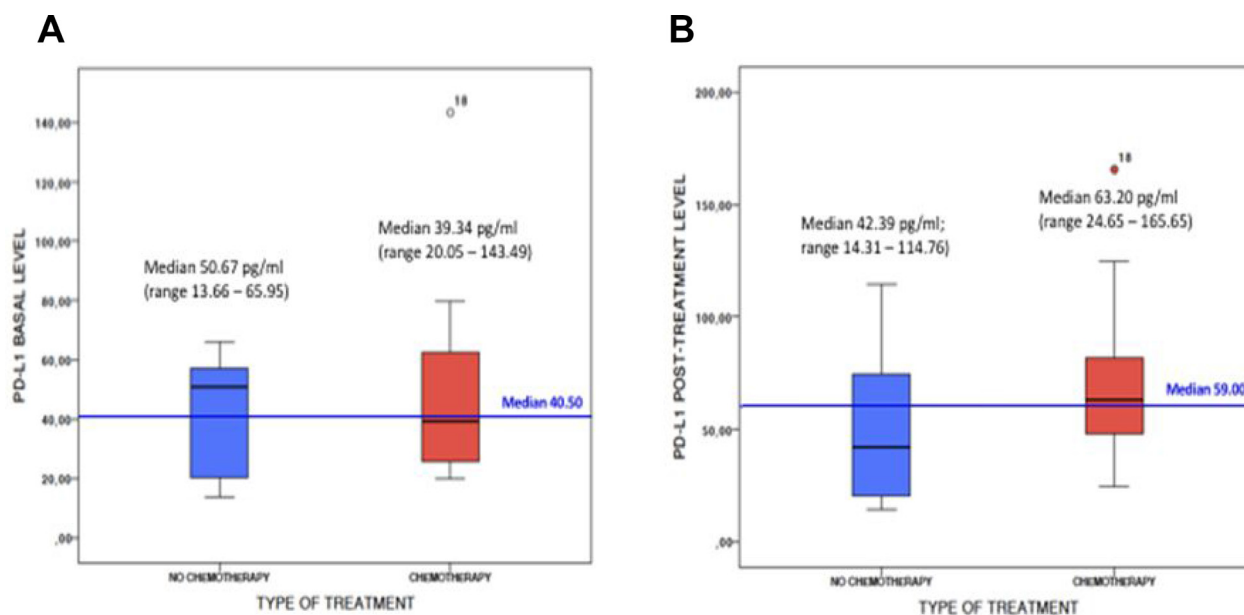 A
PD-L1 BASAL LEVEL
140,00
120,00
100,00
80,00
60,00
40,00
20,00
,00
18
Median 39.34 pg/ml
(range 20.05 – 143.49)
Median 50.67 pg/ml
(range 13.66 – 65.95)
Median 40.50
NO CHEMOTHERAPY
CHEMOTHERAPY
TYPE OF TREATMENT
B
PD-L1 POST-TREATMENT LEVEL
200,00
150,00
100,00
50,00
,00
18
Median 63.20 pg/ml
(range 24.65 – 165.65)
Median 42.39 pg/ml;
range 14.31 – 114.76)
Median 59.00
NO CHEMOTHERAPY
CHEMOTHERAPY
TYPE OF TREATMENT